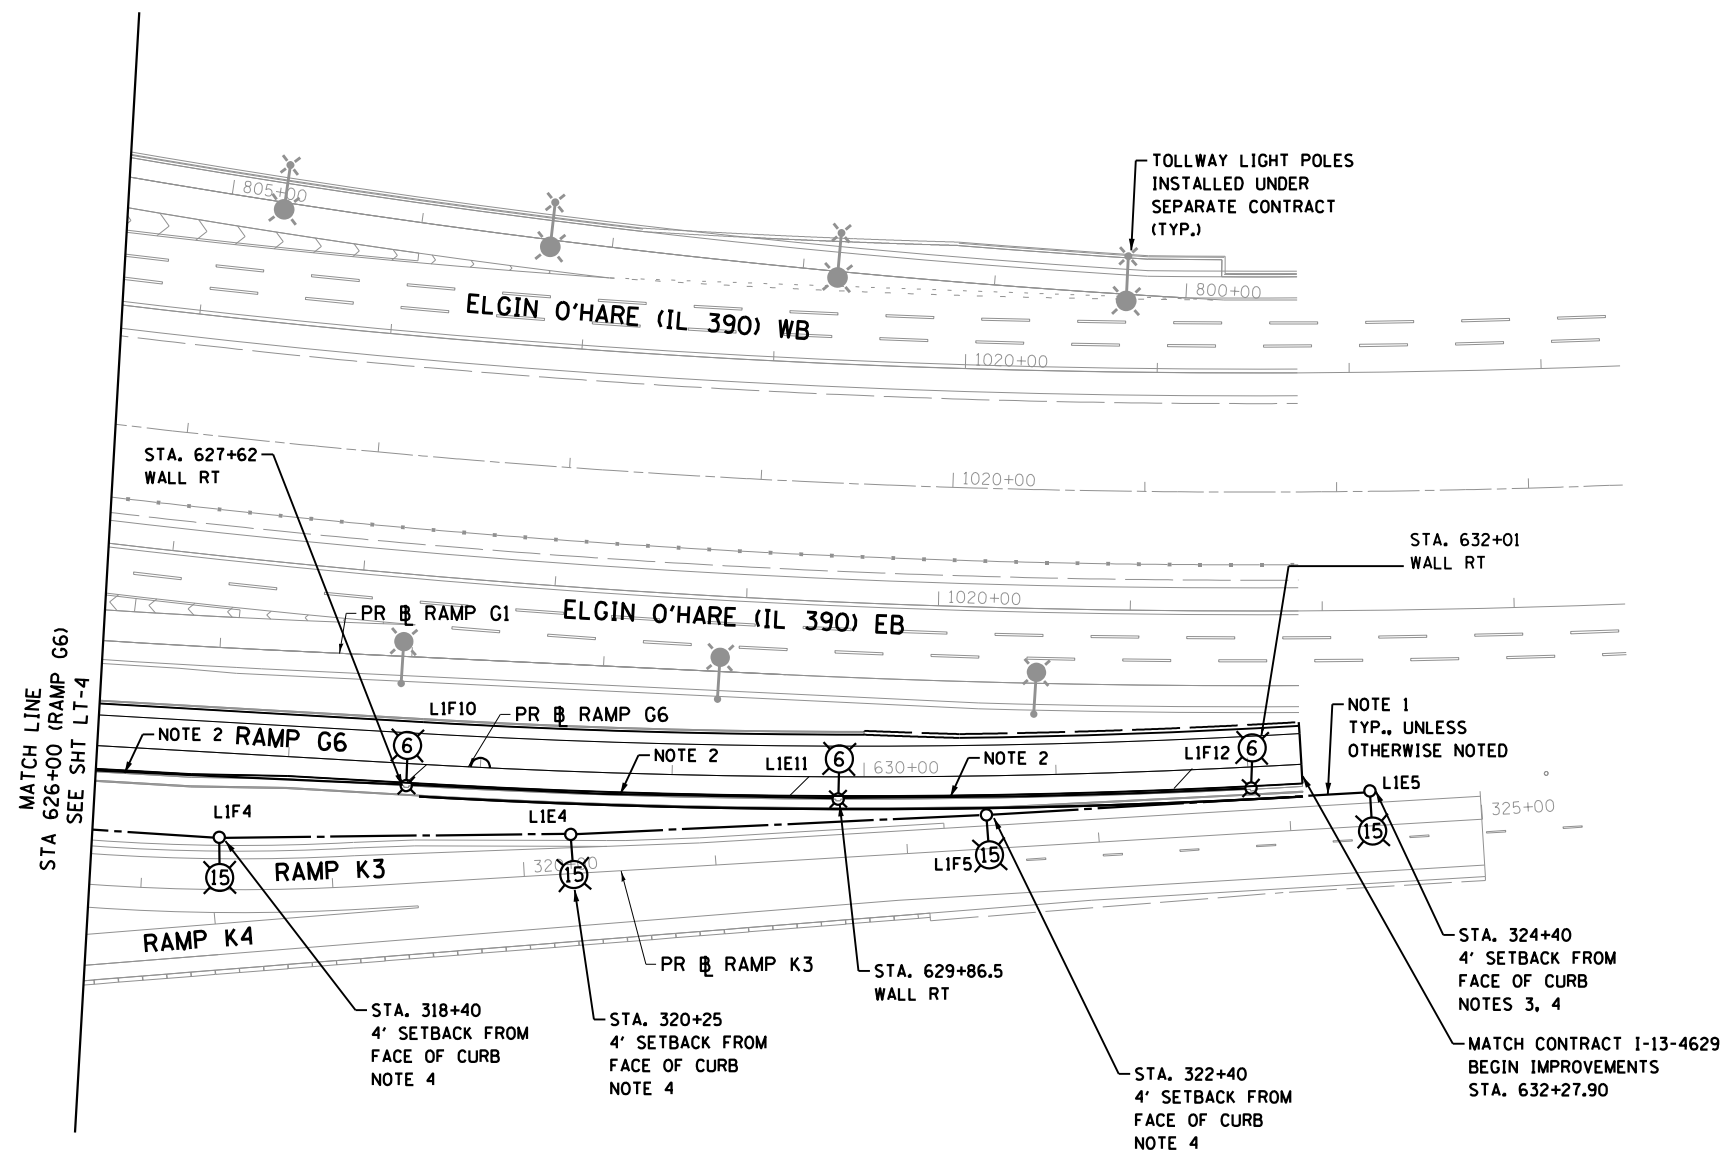 TOLLWAY LIGHT POLES
INSTALLED UNDER
SEPARATE CONTRACT
(TYP.)
805+00
800+00
ELGIN O'HARE (IL 390) WB
1020+00
STA. 627+62
WALL RT
1020+00
STA. 632+01
WALL RT
1020+00
PR BL RAMP G1
ELGIN O'HARE (IL 390) EB
MATCH LINE
STA 626+00 (RAMP G6)
SEE SHT LT-4
L1F10
PR BL RAMP G6
NOTE 1
TYP., UNLESS
OTHERWISE NOTED
NOTE 2
RAMP G6
6
NOTE 2
L1E11
6
630+00
NOTE 2
L1F12
6
L1E5
325+00
L1F4
L1E4
15
RAMP K3
15
320+00
L1F5
15
15
RAMP K4
PR BL RAMP K3
STA. 629+86.5
WALL RT
STA. 324+40
4' SETBACK FROM
FACE OF CURB
NOTES 3, 4
STA. 318+40
4' SETBACK FROM
FACE OF CURB
NOTE 4
STA. 320+25
4' SETBACK FROM
FACE OF CURB
NOTE 4
STA. 322+40
4' SETBACK FROM
FACE OF CURB
NOTE 4
MATCH CONTRACT I-13-4629
BEGIN IMPROVEMENTS
STA. 632+27.90